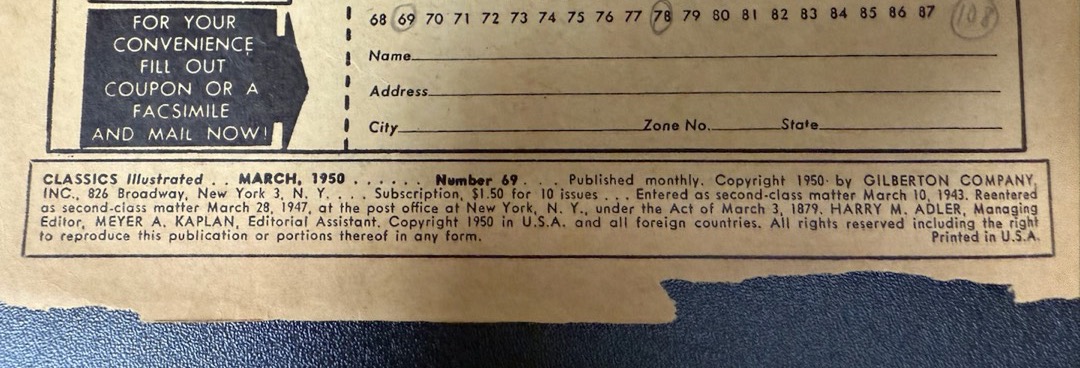 68 69 70 71 72 73 74 75 76 77 78 79 80 81 82 83 84 85 86 87 108
FOR YOUR
CONVENIENCE
FILL OUT
COUPON OR A
FACSIMILE
AND MAIL NOW!
Name
Address
City Zone No. State
CLASSICS Illustrated . . MARCH, 1950 . . . . . . Number 69. . . Published monthly. Copyright 1950 by GILBERTON COMPANY,
INC., 826 Broadway, New York 3, N. Y. . . . Subscription, $1.50 for 10 issues . . . Entered as second-class matter March 10, 1943. Reentered
as second-class matter March 28, 1947, at the post office at New York, N. Y., under the Act of March 3, 1879. HARRY M. ADLER, Managing
Editor, MEYER A. KAPLAN, Editorial Assistant. Copyright 1950 in U.S.A. and all foreign countries. All rights reserved including the right
to reproduce this publication or portions thereof in any form. Printed in U.S.A.